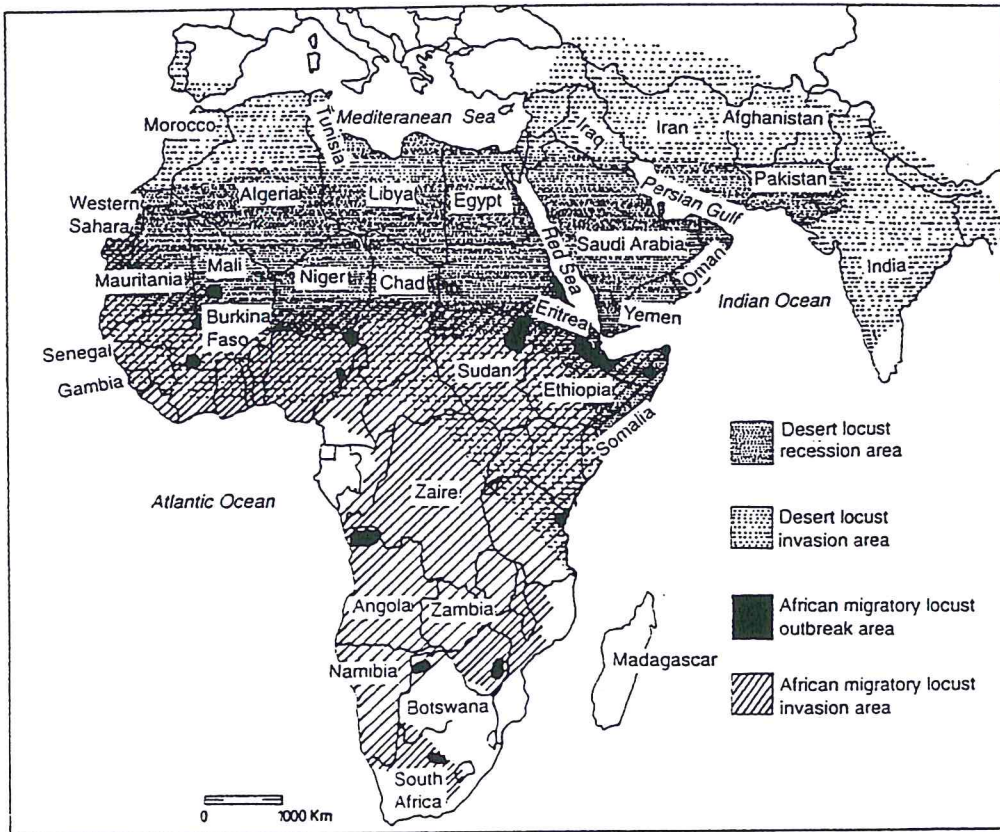 Mediteranean Sea
Morocco
Tunisia
Iraq
Iran
Afghanistan
Algeria
Libya
Egypt
Parsian Gulf
Pakistan
Western
Sahara
Red Sea
Saudi Arabia
Oman
India
Mauritania
Mali
Niger
Chad
Indian Ocean
Burkina
Faso
Eritrea
Yemen
Senegal
Gambia
Sudan
Ethiopia
Somalia
Desert locust
recession area
Zaire
Atlantic Ocean
Desert locust
invasion area
Angola
Zambia
African migratory locust
outbreak area
Namibia
Madagascar
Botswana
African migratory locust
invasion area
South
Africa
0 1000 Km